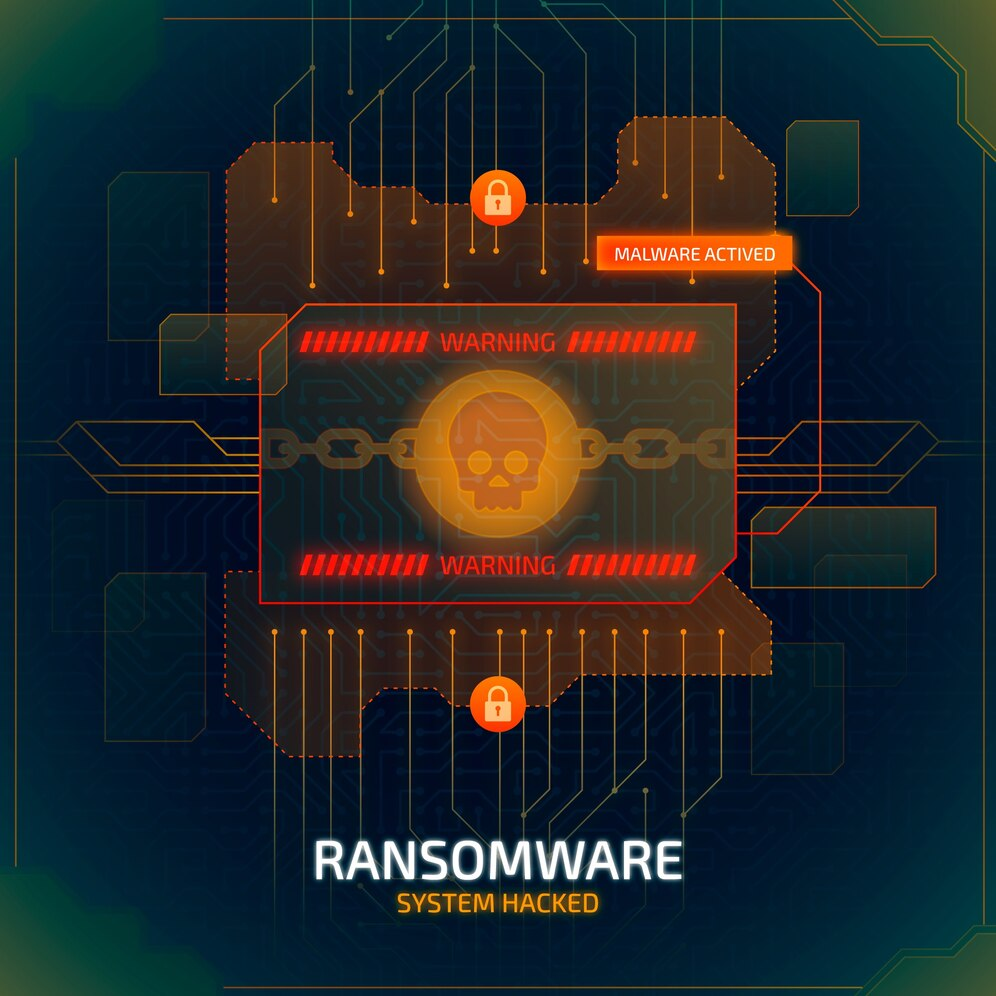 MALWARE ACTIVED
WARNING
WARNING
RANSOMWARE
SYSTEM HACKED